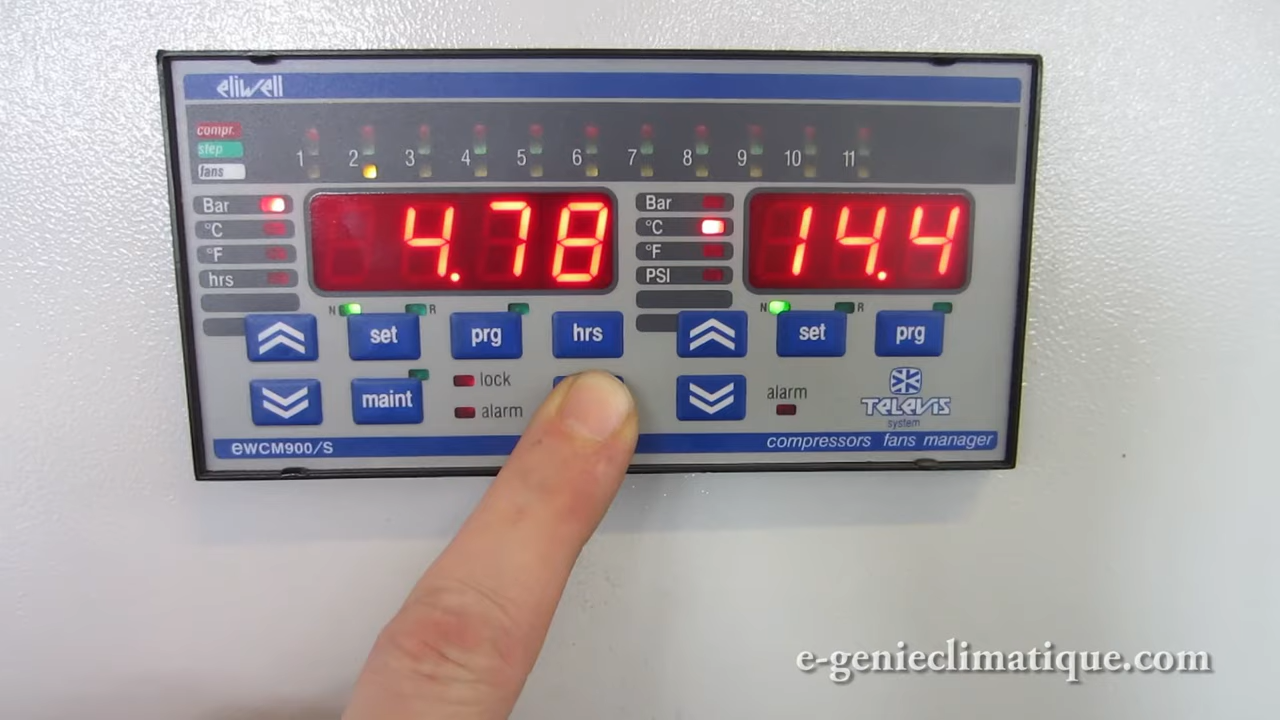 eliwell
compr.
step
fans
1 2 3 4 5 6 7 8 9 10 11
Bar
°C
°F
hrs
4.78
Bar
°C
°F
PSI
14.4
N R
set prg hrs
maint
lock
alarm
N R
set prg
alarm
TELEVIS
system
EWCM900/S
compressors fans manager
e-genieclimatique.com